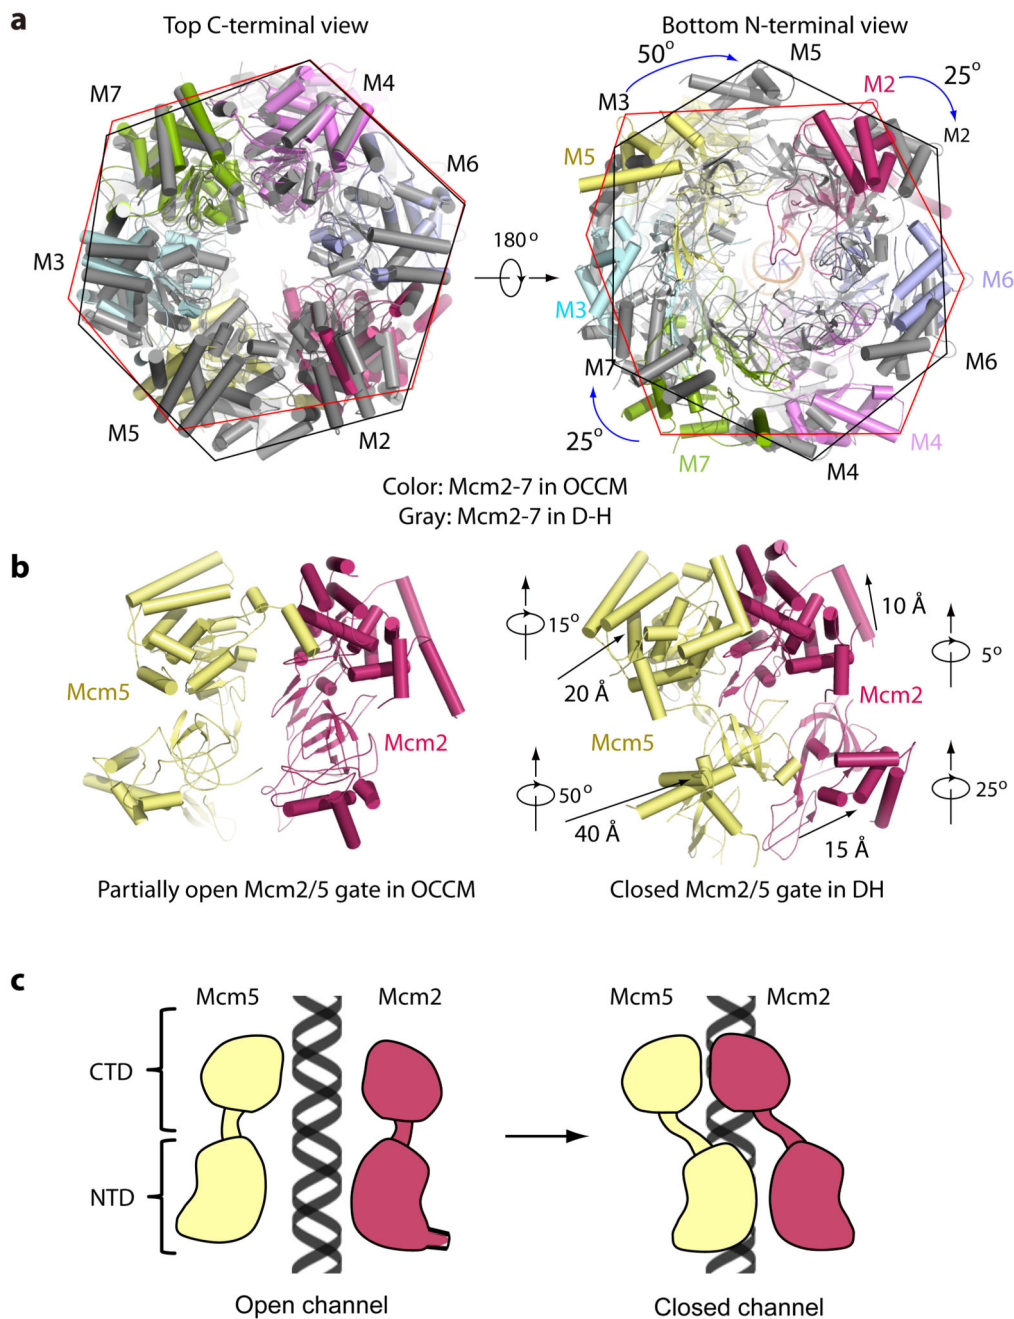 a
Top C-terminal view
M7
M4
M6
M3
M5
M2
180°
Bottom N-terminal view
50°
M5
M2
25°
M3
M2
M5
M3
M6
M7
M6
25°
M4
M7
M4
Color: Mcm2-7 in OCCM
Gray: Mcm2-7 in D-H
b
Mcm5
Mcm2
15°
10 Å
5°
20 Å
Mcm2
Mcm5
50°
25°
40 Å
15 Å
Partially open Mcm2/5 gate in OCCM
Closed Mcm2/5 gate in DH
c
Mcm5
Mcm2
Mcm5
Mcm2
CTD
NTD
Open channel
Closed channel